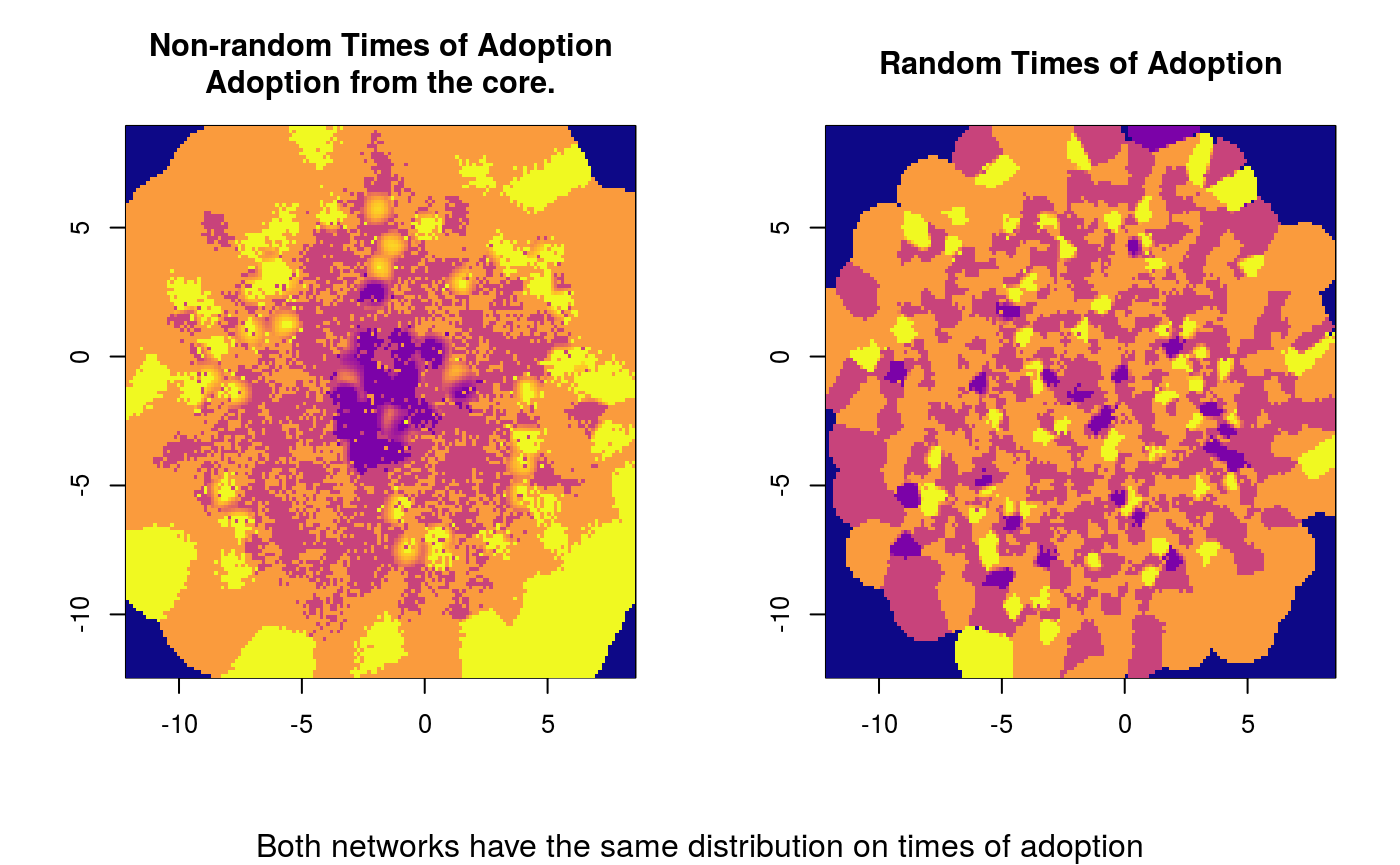 Non-random Times of Adoption
Adoption from the core.
5
0
-5
-10
-10 -5 0 5
Random Times of Adoption
5
0
-5
-10
-10 -5 0 5
Both networks have the same distribution on times of adoption